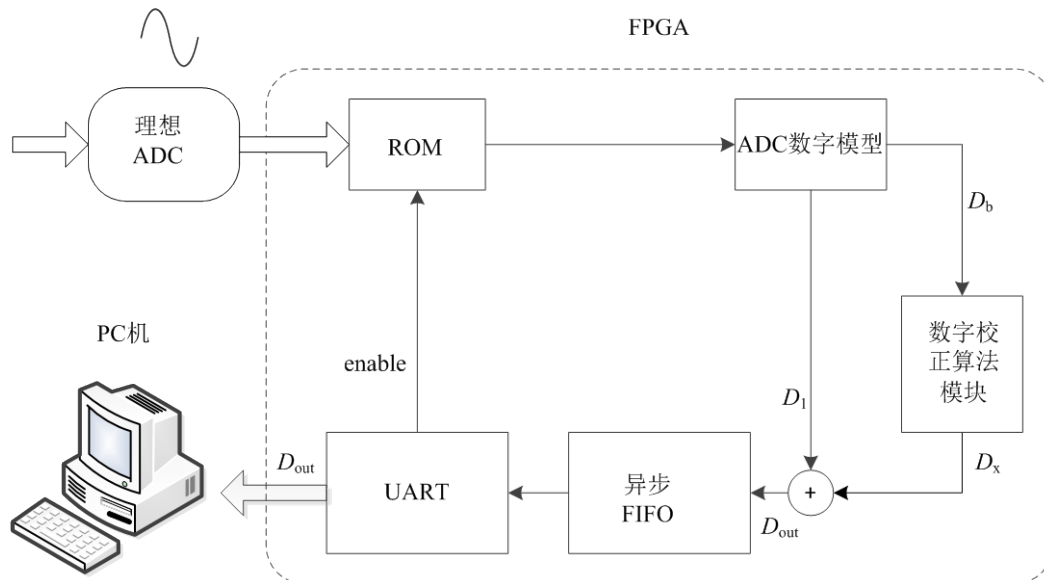 FPGA
理想
ADC
ROM
ADC数字模型
D_b
PC机
enable
数字校
正算法
模块
D_1
D_x
D_out
UART
异步
FIFO
+
D_out